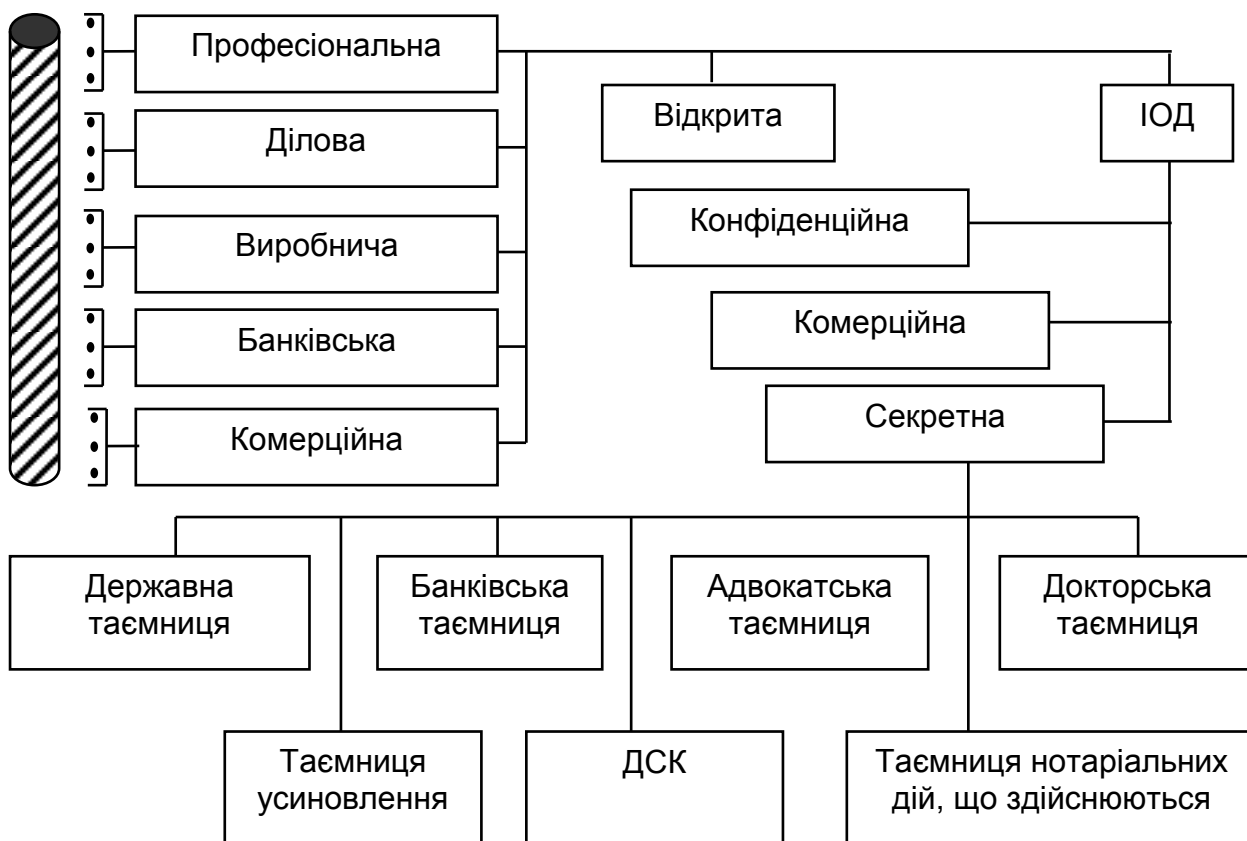 Професіональна
Відкрита
ІОД
Ділова
Конфіденційна
Виробнича
Комерційна
Банківська
Секретна
Комерційна
Державна
таємниця
Банківська
таємниця
Адвокатська
таємниця
Докторська
таємниця
Таємниця
усиновлення
ДСК
Таємниця нотаріальних
дій, що здійснюються